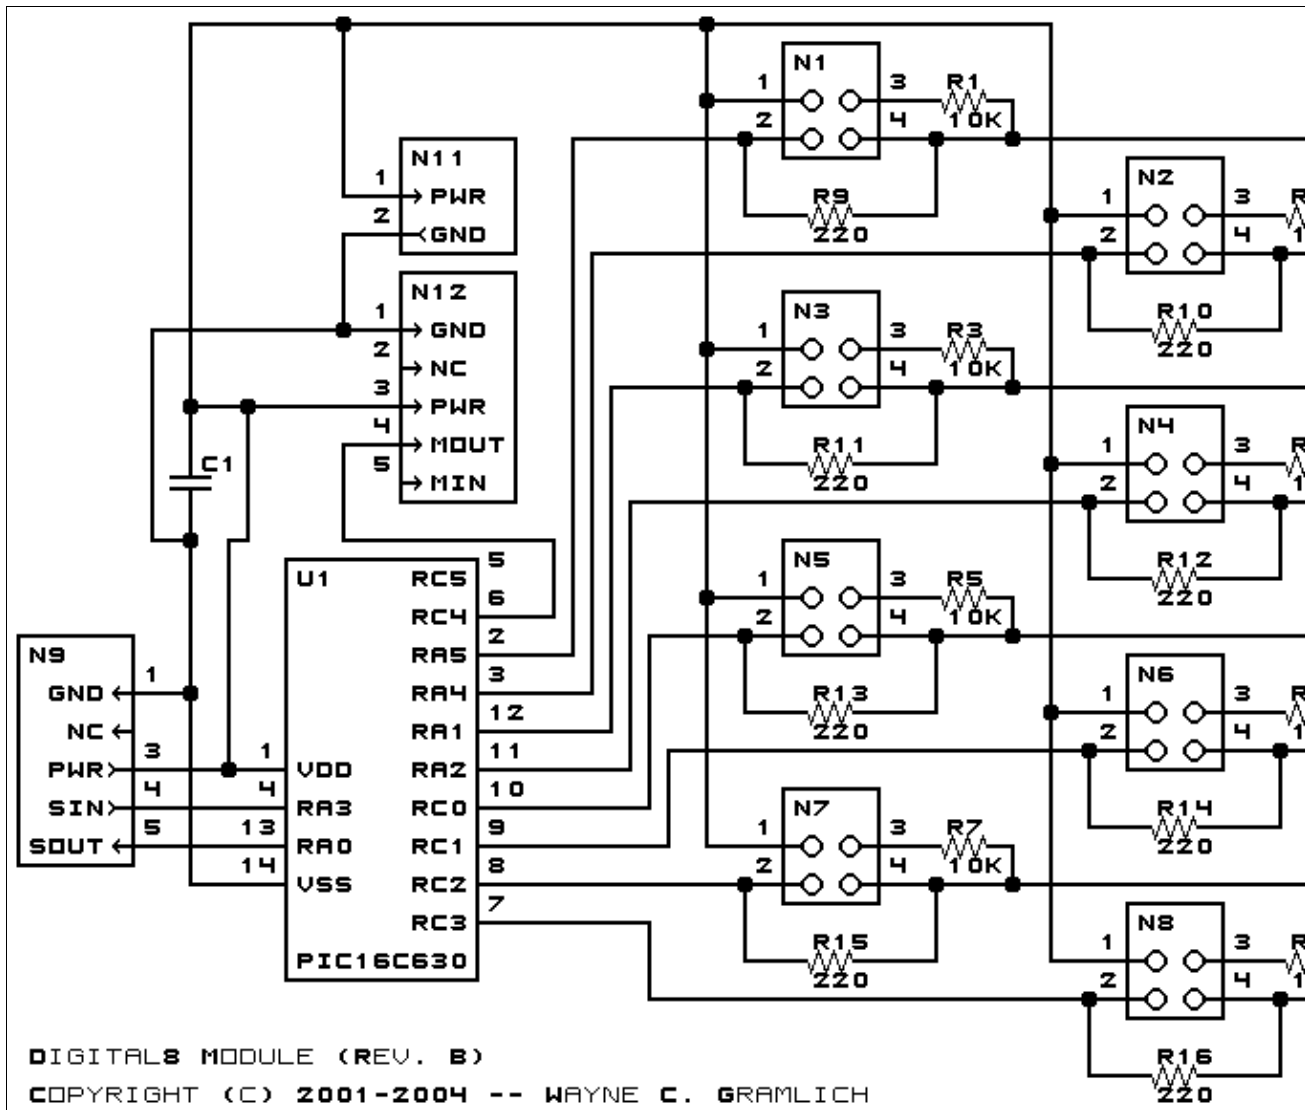 N1
1 3 R1
2 4 10K
R9
220
N11
1 PWR
2 GND
N2
1 3 R
2 4 1
R10
220
N12
1 GND
2 NC
3 PWR
4 MOUT
5 MIN
N3
1 3 R3
2 4 10K
R11
220
C1
N4
1 3 R
2 4 1
R12
220
U1
RC5 5
RC4 6
RA5 2
RA4 3
RA1 12
RA2 11
RC0 10
RC1 9
RC2 8
RC3 7
1 VDD
4 RA3
13 RA0
14 VSS
PIC16C630
N5
1 3 R5
2 4 10K
R13
220
N9
GND 1
NC
PWR 3
SIN 4
SOUT 5
N6
1 3 R
2 4 1
R14
220
N7
1 3 R7
2 4 10K
R15
220
N8
1 3 R
2 4 1
R16
220
DIGITAL8 MODULE (REV. B)
COPYRIGHT (C) 2001-2004 -- WAYNE C. GRAMLICH